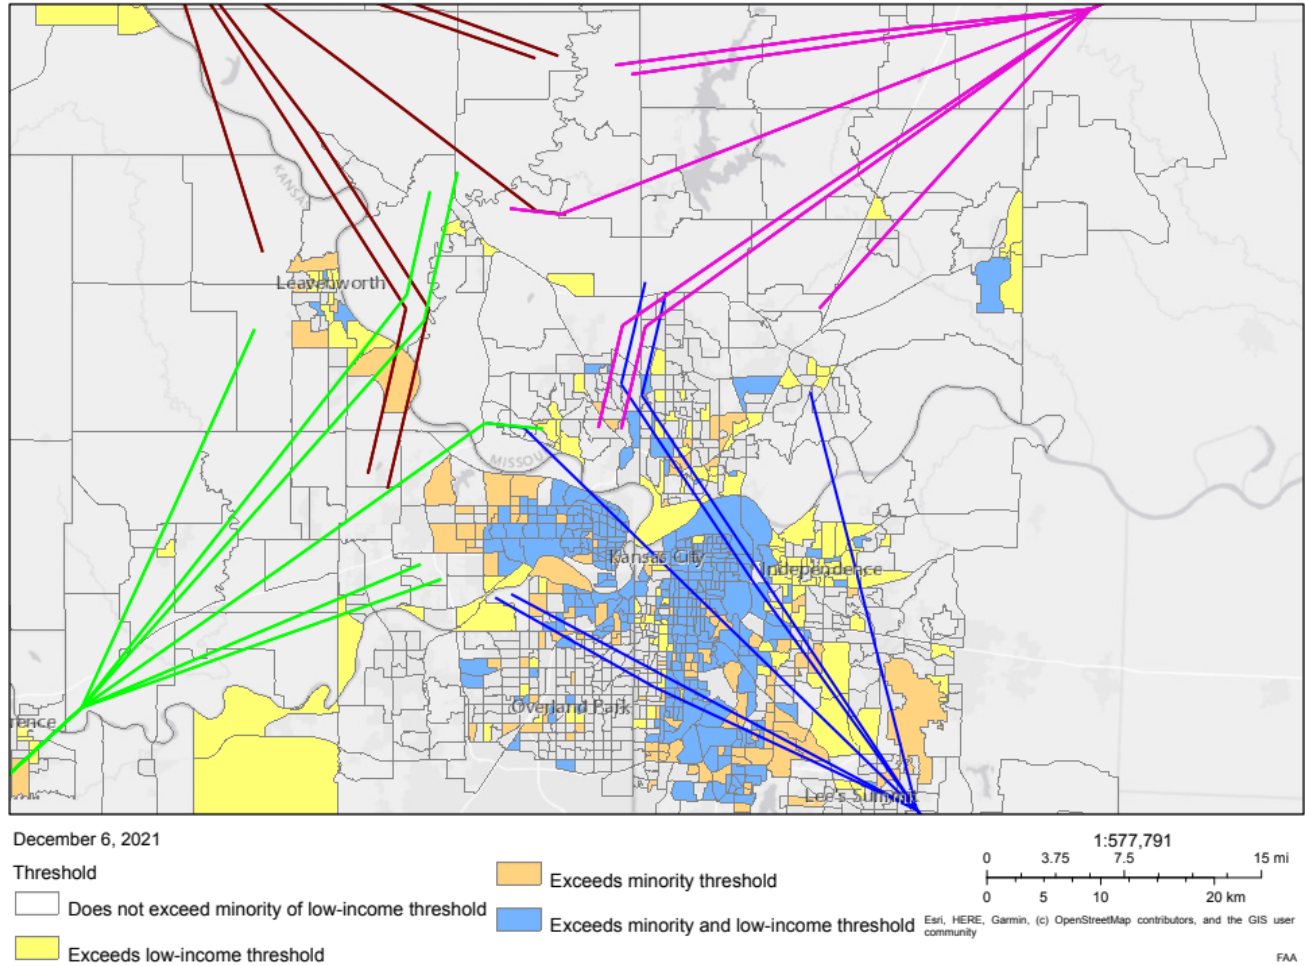 KANSAS
Leavenworth
MISSOU
Kansas City
Independence
Overland Park
rence
Lee's Summit
December 6, 2021
Threshold
Does not exceed minority of low-income threshold
Exceeds low-income threshold
Exceeds minority threshold
Exceeds minority and low-income threshold
1:577,791
0 3.75 7.5 15 mi
0 5 10 20 km
Esri, HERE, Garmin, (c) OpenStreetMap contributors, and the GIS user
community
FAA